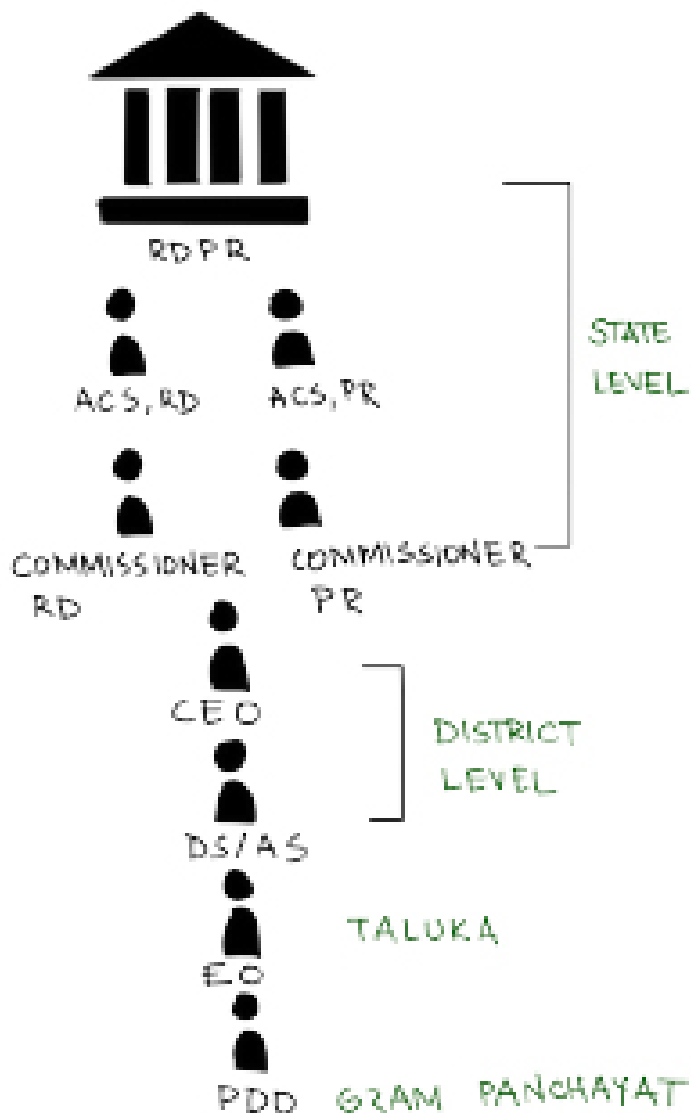 RDPR
ACS, RD
ACS, PR
STATE
LEVEL
COMMISSIONER
RD
COMMISSIONER
PR
CEO
DISTRICT
LEVEL
DS/AS
TALUKA
EO
PDO
GRAM PANCHAYAT